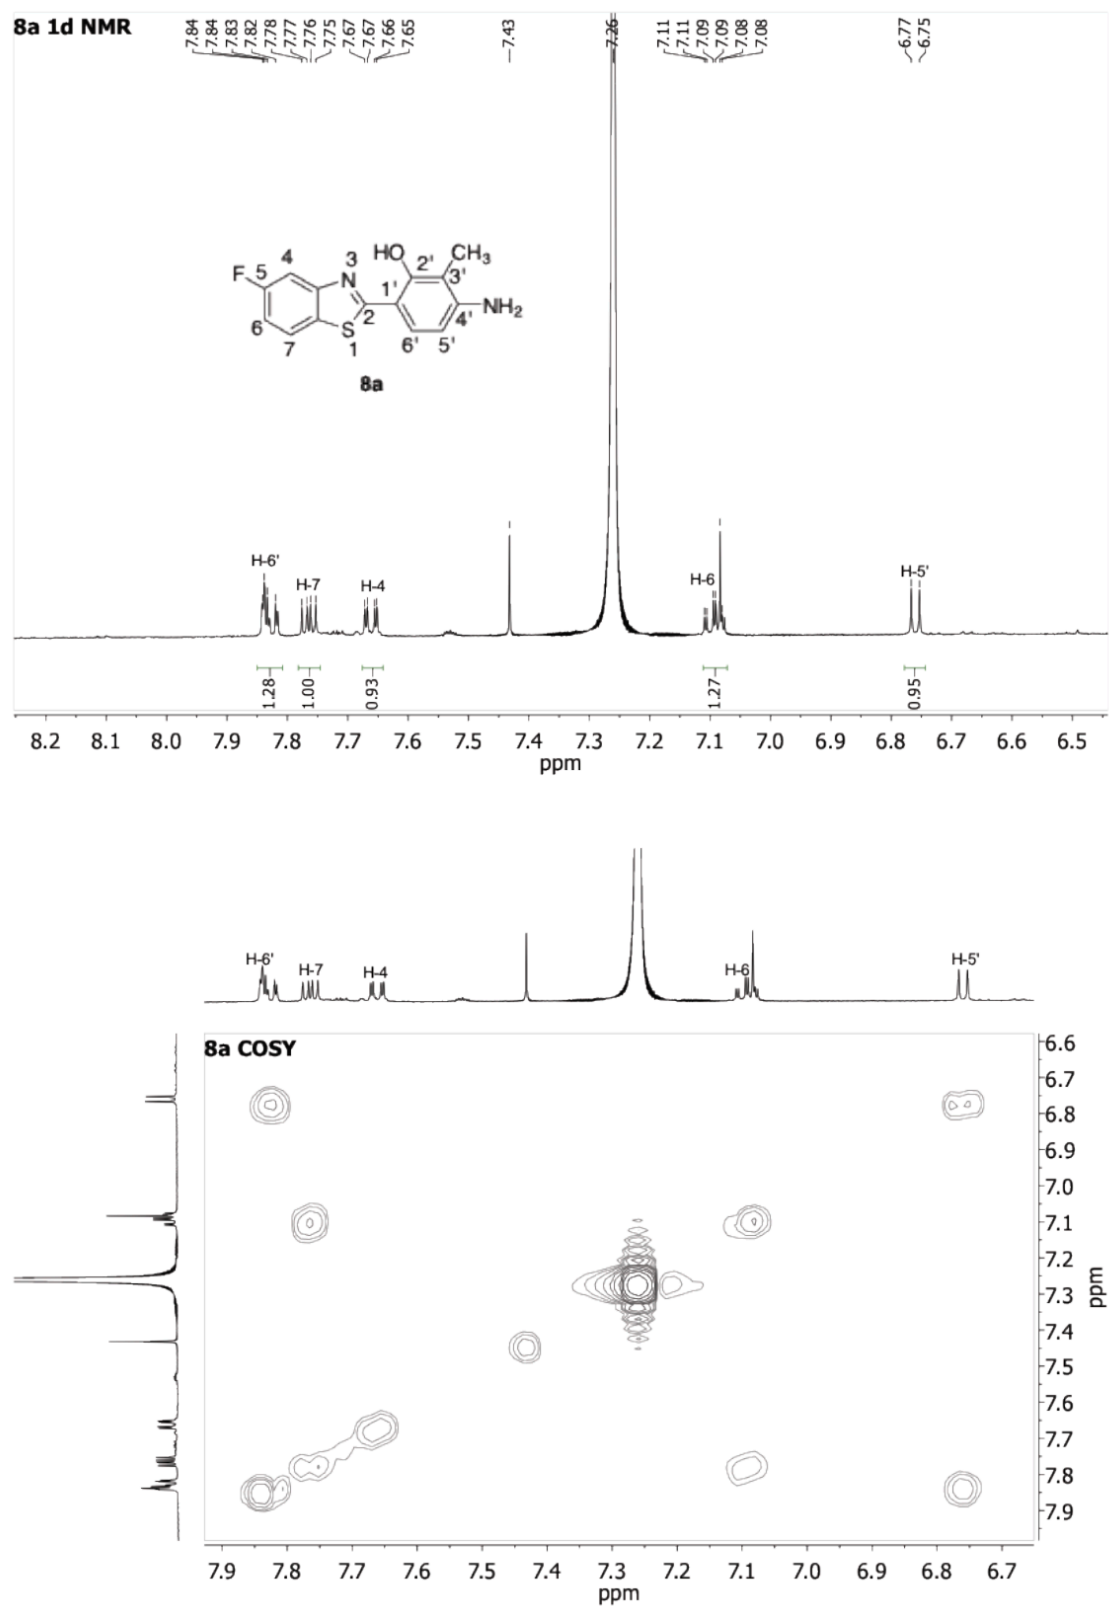 8a 1d NMR
7.84
7.84
7.83
7.82
7.78
7.77
7.76
7.75
7.67
7.67
7.66
7.65
7.43
7.26
7.11
7.11
7.09
7.09
7.08
7.08
6.77
6.75
HO
CH3
F
5
4
N
3
2'
3'
1'
2
4'
NH2
6
7
S
1
6'
5'
8a
H-6'
H-7
H-4
H-6
H-5'
1.28
1.00
0.93
1.27
0.95
8.2 8.1 8.0 7.9 7.8 7.7 7.6 7.5 7.4 7.3 7.2 7.1 7.0 6.9 6.8 6.7 6.6 6.5
ppm
H-6' H-7 H-4 H-6 H-5'
8a COSY
6.6
6.7
6.8
6.9
7.0
7.1
7.2
7.3
7.4
7.5
7.6
7.7
7.8
7.9
ppm
7.9 7.8 7.7 7.6 7.5 7.4 7.3 7.2 7.1 7.0 6.9 6.8 6.7
ppm